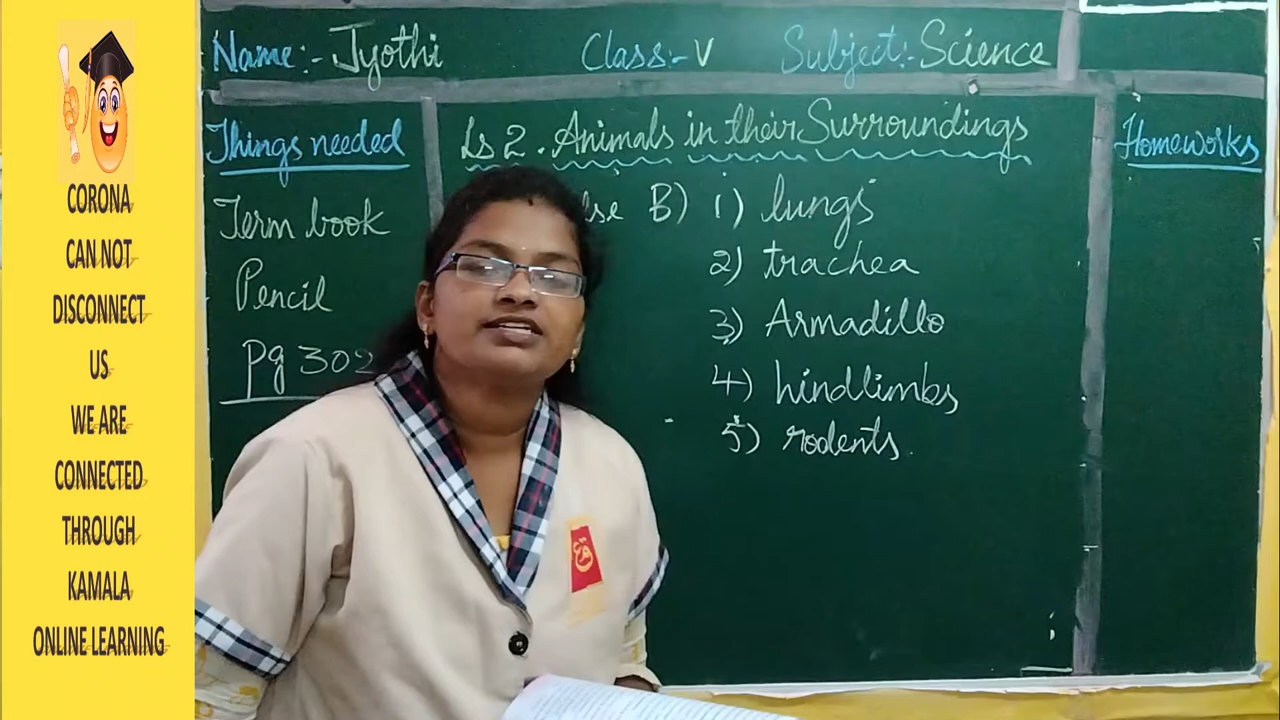 CORONA
CAN NOT
DISCONNECT
US
WE ARE
CONNECTED
THROUGH
KAMALA
ONLINE LEARNING
Name:- Jyothi Class:- V Subject:- Science
Things needed
Term book
Pencil
Pg 302
Ls 2. Animals in their Surroundings
B) 1) lungs
2) trachea
3) Armadillo
4) hindlimbs
5) rodents.
Homeworks